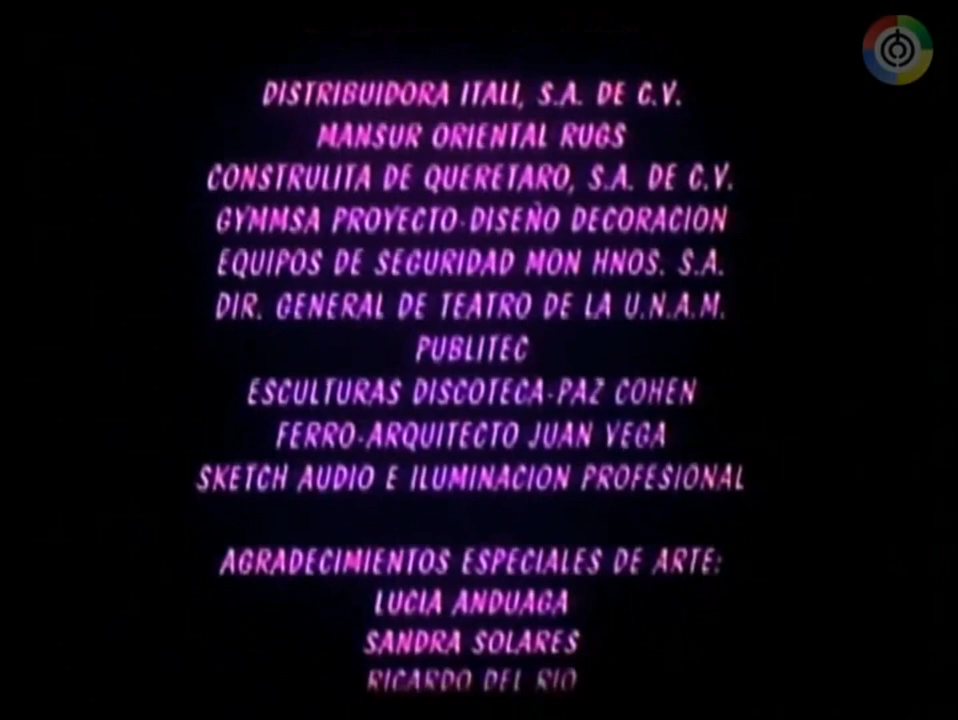 DISTRIBUIDORA ITALI, S.A. DE C.V.
MANSUR ORIENTAL RUGS
CONSTRULITA DE QUERETARO, S.A. DE C.V.
GYMMSA PROYECTO-DISEÑO DECORACION
EQUIPOS DE SEGURIDAD MON HNOS. S.A.
DIR. GENERAL DE TEATRO DE LA U.N.A.M.
PUBLITEC
ESCULTURAS DISCOTECA-PAZ COHEN
FERRO-ARQUITECTO JUAN VEGA
SKETCH AUDIO E ILUMINACION PROFESIONAL
AGRADECIMIENTOS ESPECIALES DE ARTE:
LUCIA ANDUAGA
SANDRA SOLARES
RICARDO DEL RIO